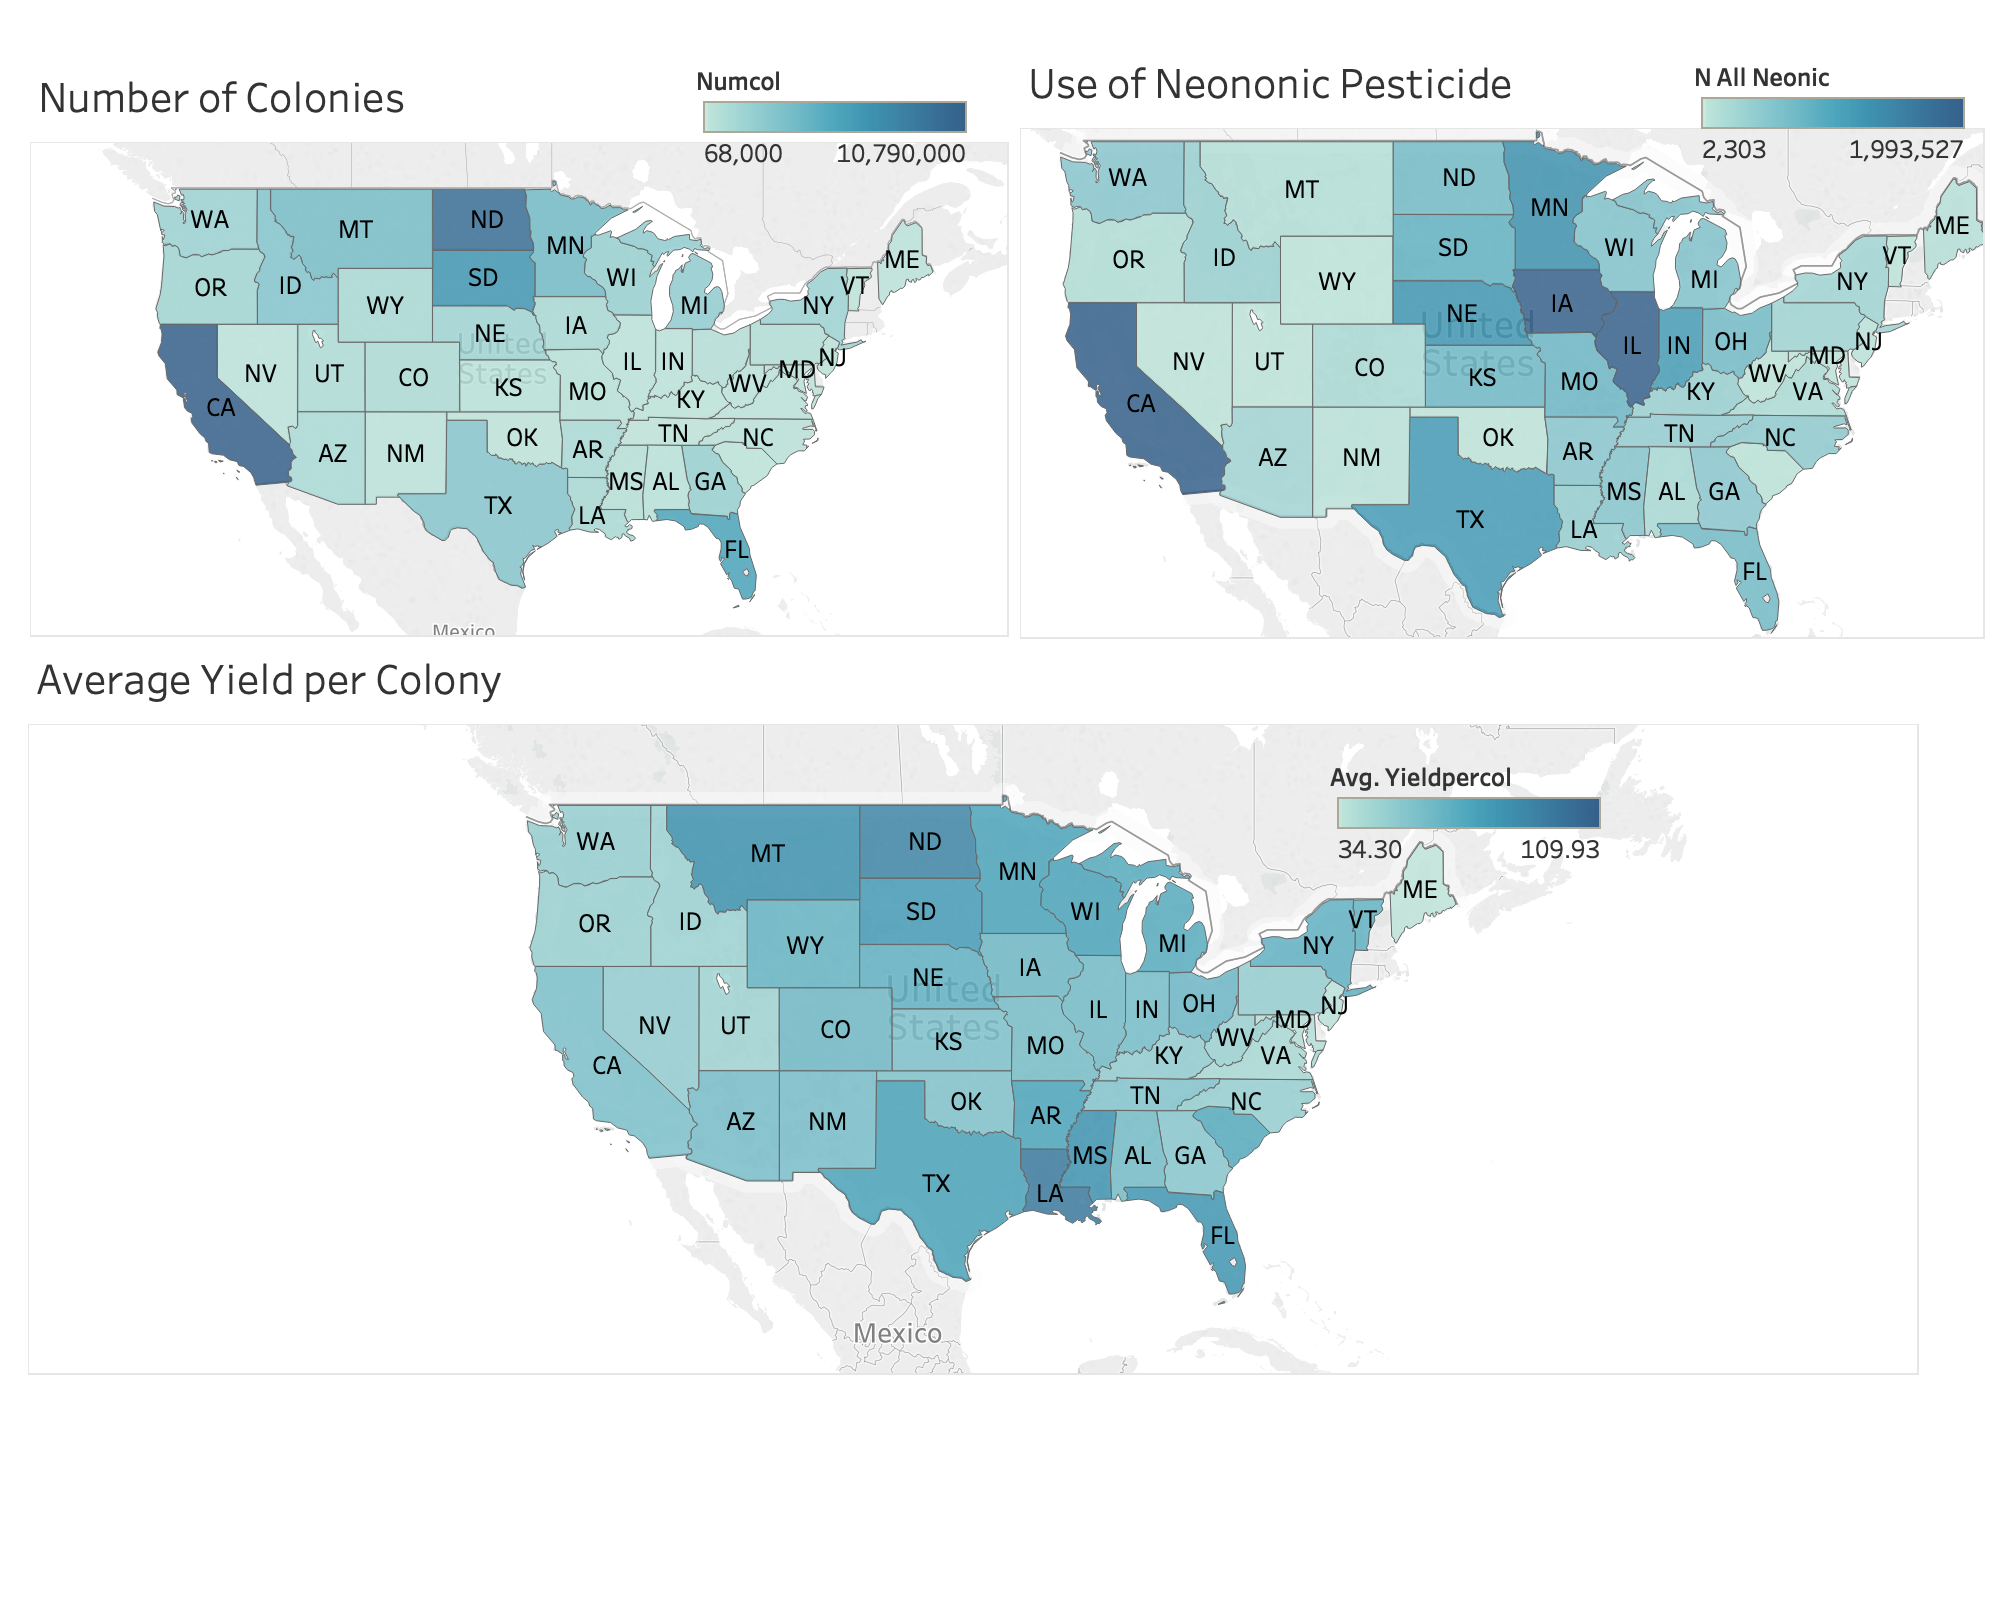 Number of Colonies
Numcol
68,000 10,790,000
WA
MT
ND
MN
OR
ID
WY
SD
WI
MI
NY
VT
ME
NE
IA
United
States
NV
UT
CO
KS
IL
IN
MO
KY
WV
MD
NJ
CA
AZ
NM
OK
AR
TN
NC
TX
LA
MS
AL
GA
FL
Mexico
Use of Neononic Pesticide
N All Neonic
2,303 1,993,527
WA
MT
ND
MN
OR
ID
WY
SD
WI
MI
NY
VT
ME
NE
IA
United
States
NV
UT
CO
KS
IL
IN
OH
MO
KY
WV
VA
MD
NJ
CA
AZ
NM
OK
AR
TN
NC
TX
LA
MS
AL
GA
FL
Average Yield per Colony
Avg. Yieldpercol
34.30 109.93
WA
MT
ND
MN
OR
ID
WY
SD
WI
MI
NY
VT
ME
NE
IA
United
States
NV
UT
CO
KS
IL
IN
OH
MO
KY
WV
VA
MD
NJ
CA
AZ
NM
OK
AR
TN
NC
TX
LA
MS
AL
GA
FL
Mexico